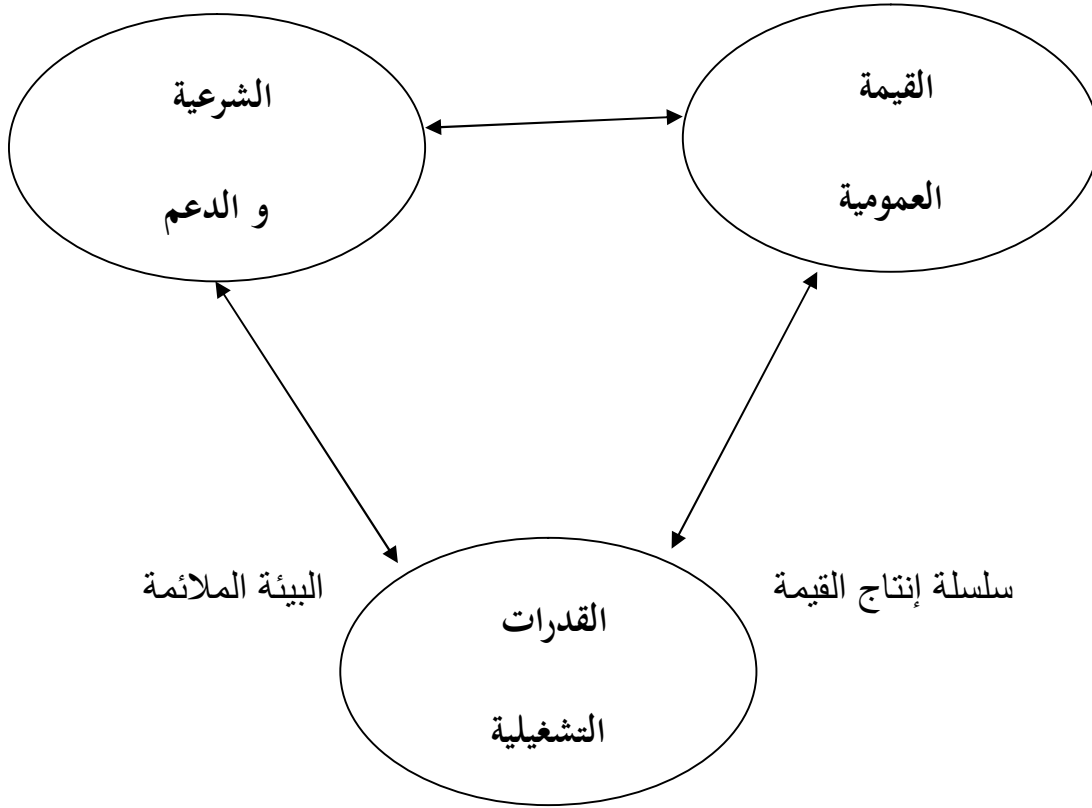 القيمة
العمومية
الشرعية
و الدعم
سلسلة إنتاج القيمة
البيئة الملائمة
القدرات
التشغيلية